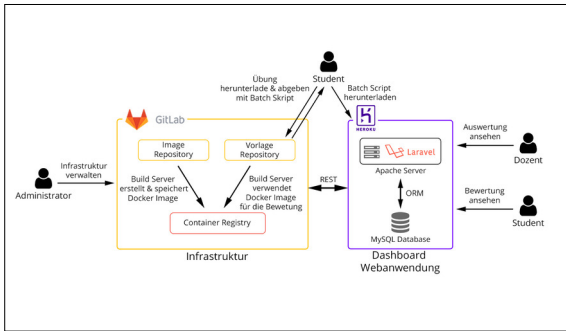 Student
Übung
herunterlade & abgeben
mit Batch Skript
Batch Script
herunterladen
GitLab
HEROKU
Image
Repository
Vorlage
Repository
Laravel
Apache Server
Auswertung
ansehen
Dozent
Infrastruktur
verwalten
Administrator
Build Server
erstellt & speichert
Docker Image
Build Server
verwendet
Docker Image
für die Bewetung
REST
ORM
Bewertung
ansehen
Student
Container Registry
MySQL Database
Infrastruktur
Dashboard
Webanwendung